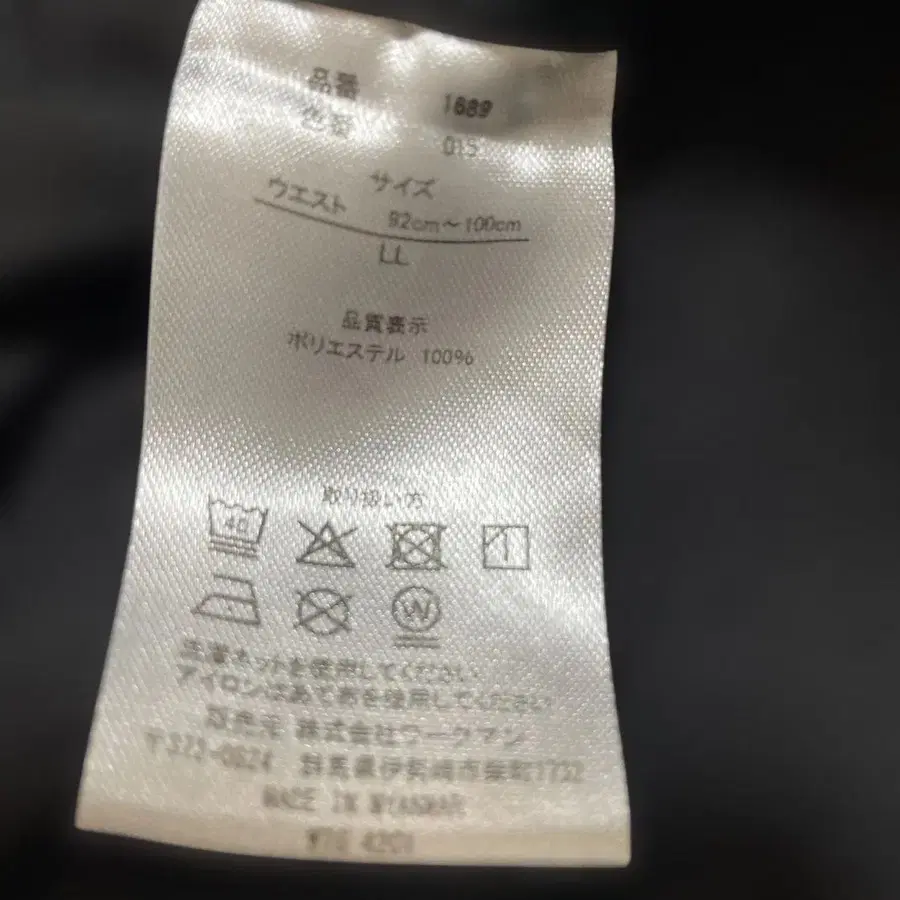 品番 1689
色番 015
サイズ
ウエスト 92cm～100cm
LL
品質表示
ポリエステル 100%
取り扱い方
40
W
洗濯ネットを使用してください
アイロンはあて布を使用してください
販売元 株式会社ワークマン
群馬県伊勢崎市柴町1732
MADE IN MYANMAR